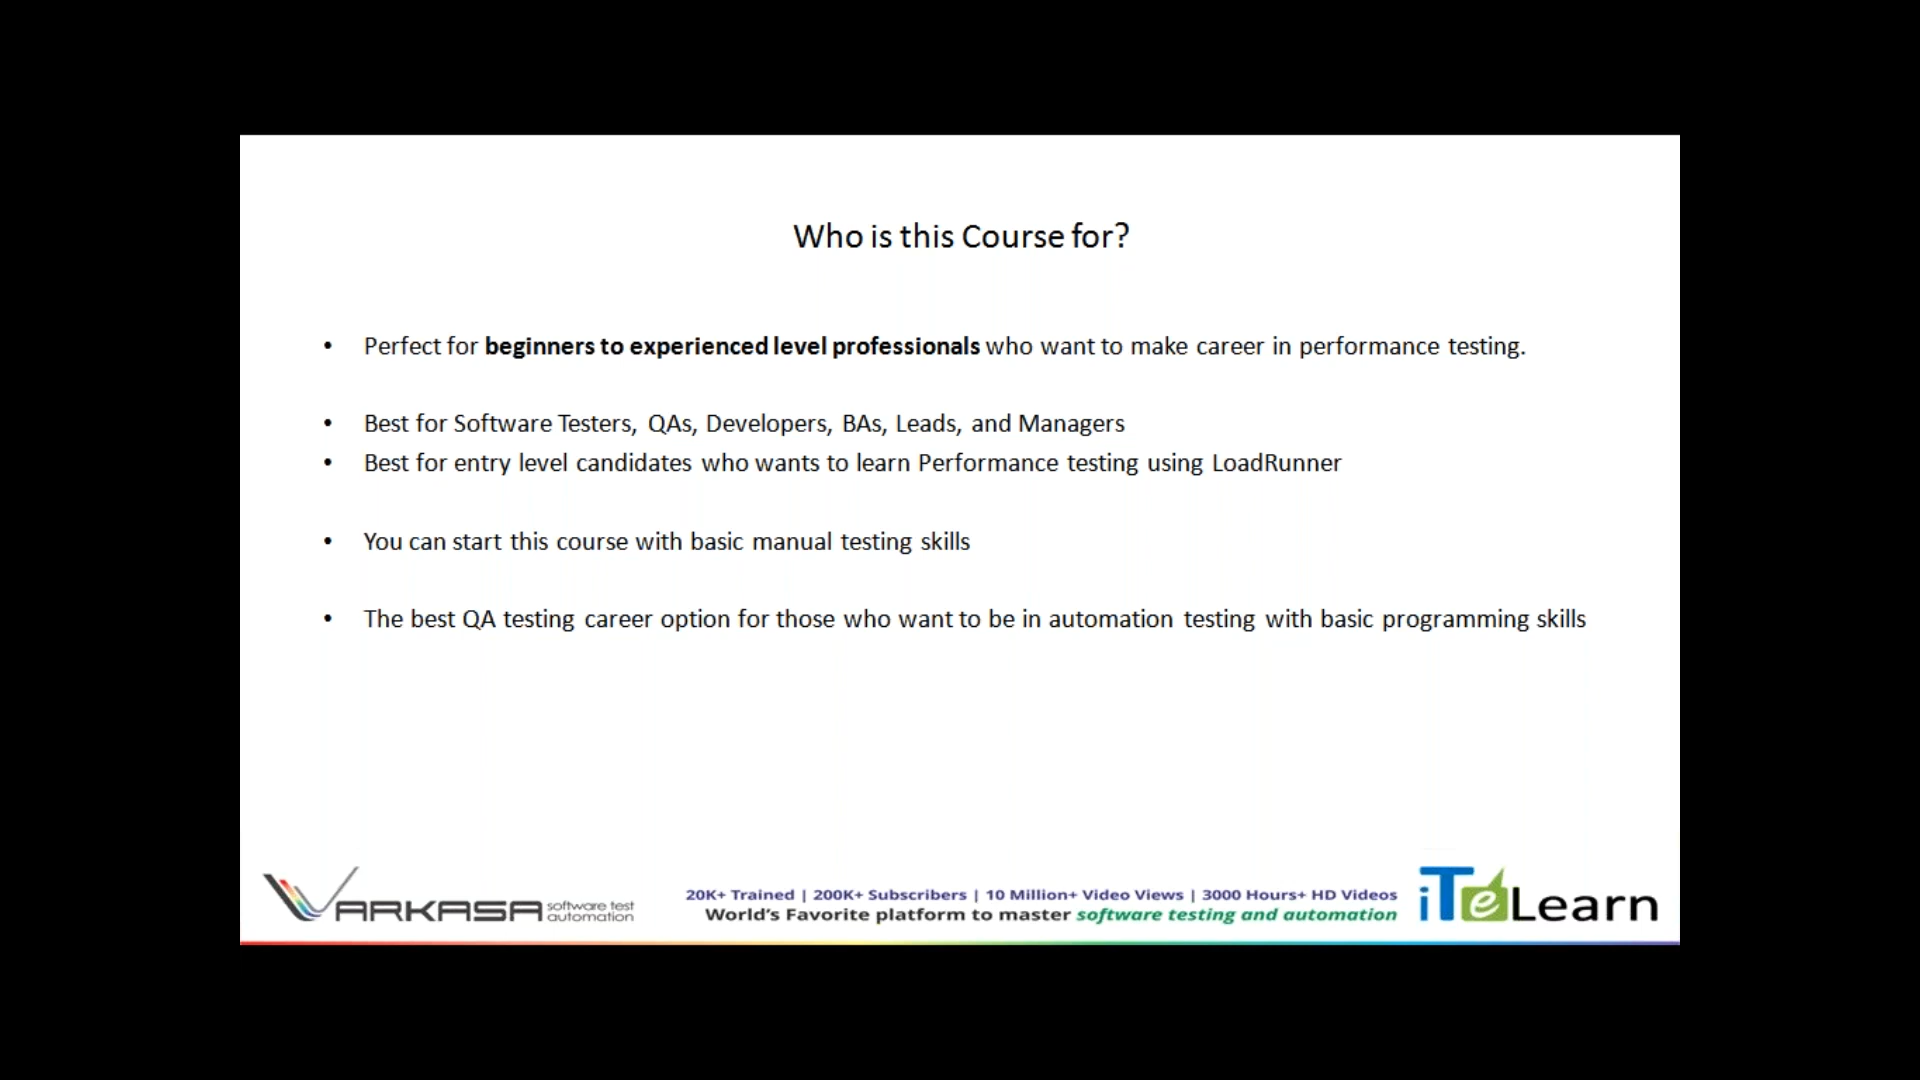 Who is this Course for?
• Perfect for beginners to experienced level professionals who want to make career in performance testing.
• Best for Software Testers, QAs, Developers, BAs, Leads, and Managers
• Best for entry level candidates who wants to learn Performance testing using LoadRunner
• You can start this course with basic manual testing skills
• The best QA testing career option for those who want to be in automation testing with basic programming skills
VARKASA software test automation
20K+ Trained | 200K+ Subscribers | 10 Million+ Video Views | 3000 Hours+ HD Videos
World's Favorite platform to master software testing and automation
iTeLearn